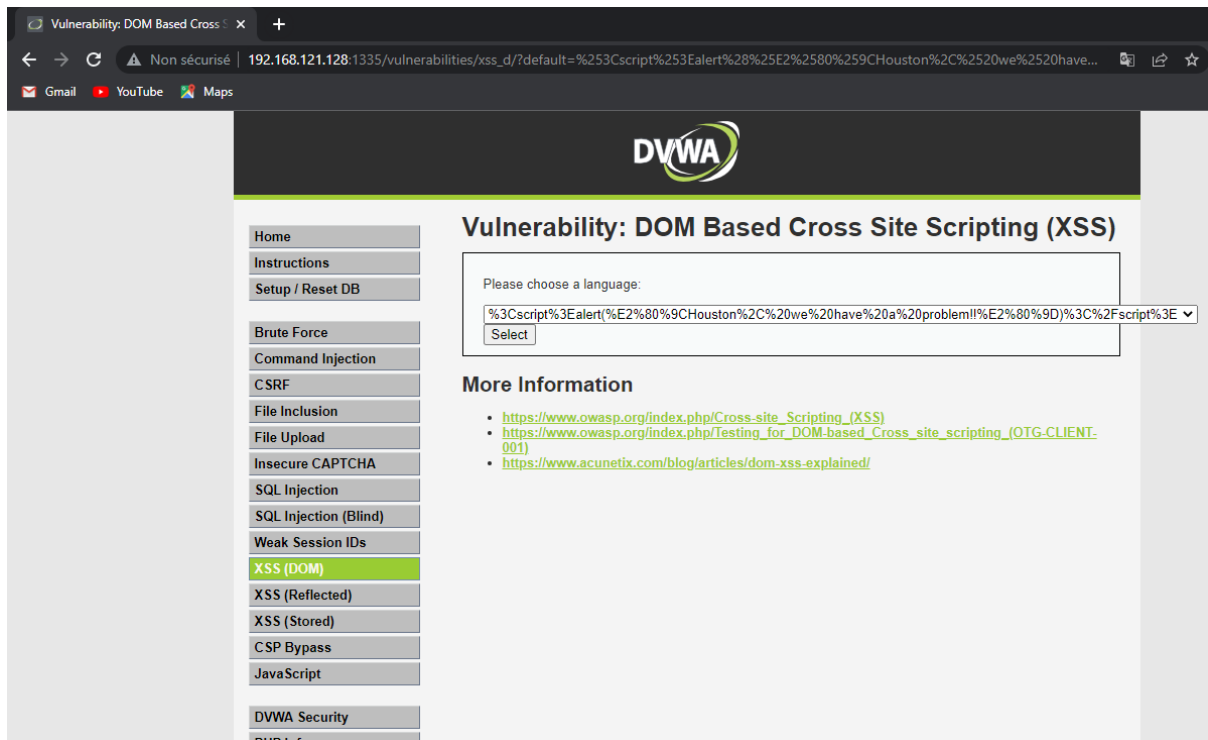 Vulnerability: DOM Based Cross S
Non sécurisé | 192.168.121.128:1335/vulnerabilities/xss_d/?default=%253Cscript%253Ealert%28%25E2%2580%259CHouston%2C%2520we%2520have...
Gmail YouTube Maps
DVWA
Home
Instructions
Setup / Reset DB
Brute Force
Command Injection
CSRF
File Inclusion
File Upload
Insecure CAPTCHA
SQL Injection
SQL Injection (Blind)
Weak Session IDs
XSS (DOM)
XSS (Reflected)
XSS (Stored)
CSP Bypass
JavaScript
DVWA Security
Vulnerability: DOM Based Cross Site Scripting (XSS)
Please choose a language:
%3Cscript%3Ealert(%E2%80%9CHouston%2C%20we%20have%20a%20problem!!%E2%80%9D)%3C%2Fscript%3E
Select
More Information
https://www.owasp.org/index.php/Cross-site_Scripting_(XSS)
https://www.owasp.org/index.php/Testing_for_DOM-based_Cross_site_scripting_(OTG-CLIENT-
001)
https://www.acunetix.com/blog/articles/dom-xss-explained/